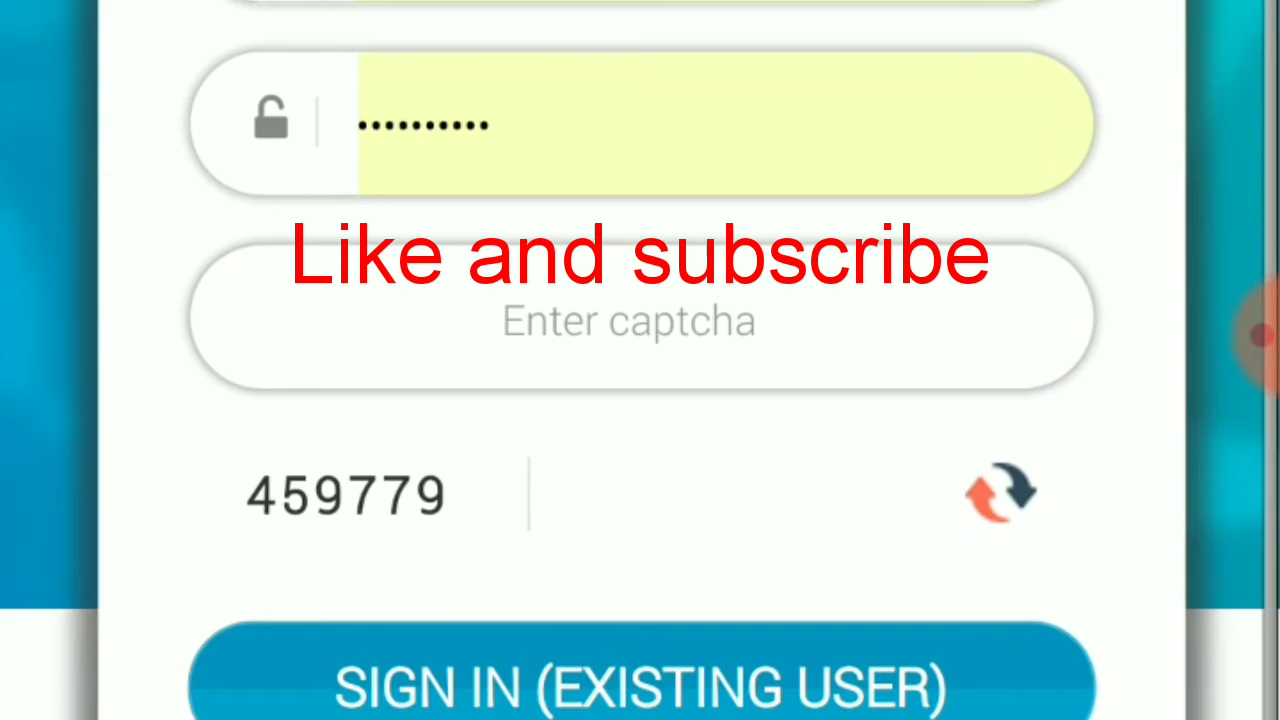 ••••••••••
Like and subscribe
Enter captcha
459779
SIGN IN (EXISTING USER)